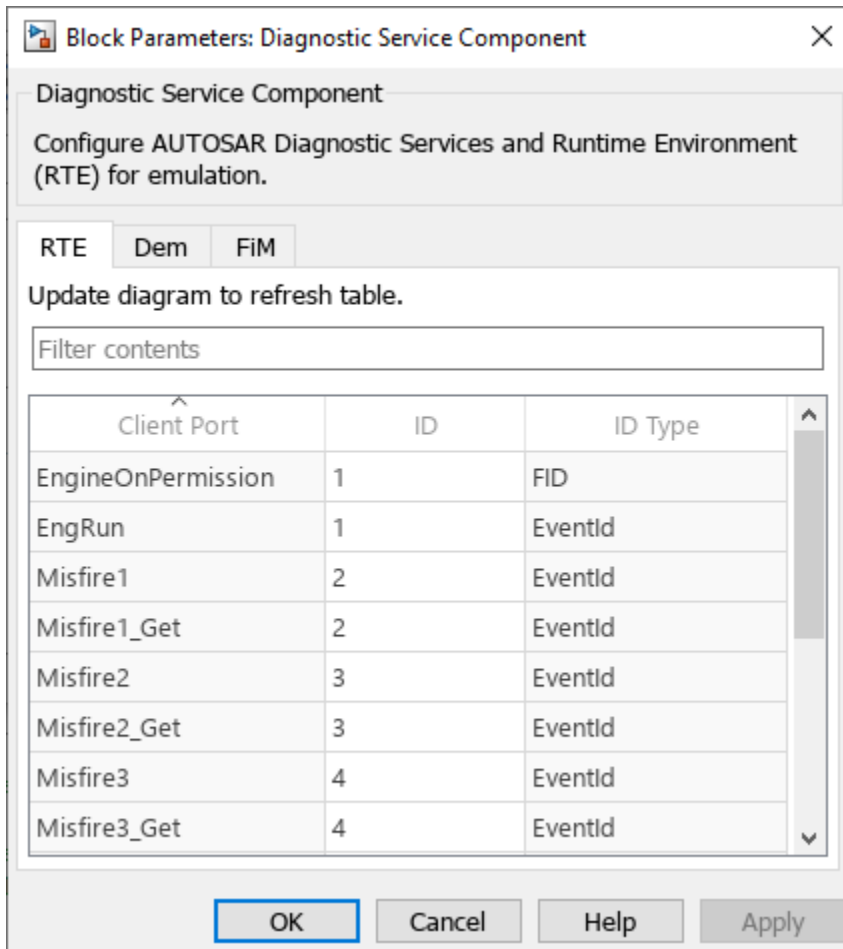 Block Parameters: Diagnostic Service Component
Diagnostic Service Component
Configure AUTOSAR Diagnostic Services and Runtime Environment
(RTE) for emulation.
RTE Dem FiM
Update diagram to refresh table.
Filter contents
Client Port ID ID Type
EngineOnPermission 1 FID
EngRun 1 EventId
Misfire1 2 EventId
Misfire1_Get 2 EventId
Misfire2 3 EventId
Misfire2_Get 3 EventId
Misfire3 4 EventId
Misfire3_Get 4 EventId
OK Cancel Help Apply